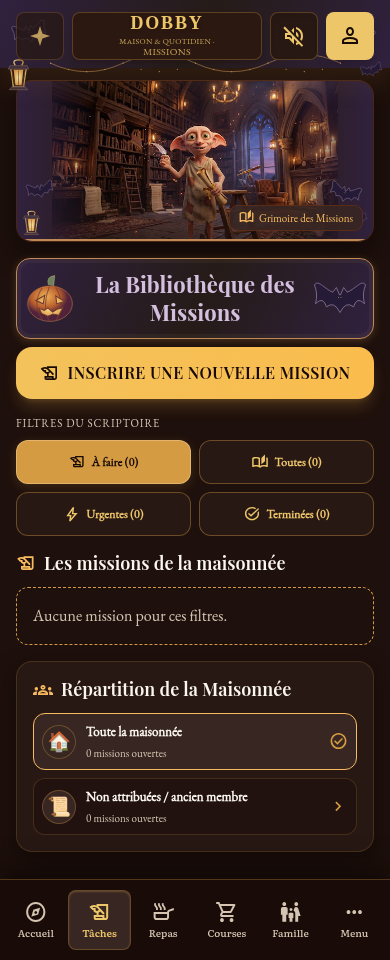 DOBBY
MAISON & QUOTIDIEN ·
MISSIONS
Grimoire des Missions
La Bibliothèque des
Missions
INSCRIRE UNE NOUVELLE MISSION
FILTRES DU SCRIPTOIRE
À faire (0)
Toutes (0)
Urgentes (0)
Terminées (0)
Les missions de la maisonnée
Aucune mission pour ces filtres.
Répartition de la Maisonnée
Toute la maisonnée
0 missions ouvertes
Non attribuées / ancien membre
0 missions ouvertes
Accueil
Tâches
Repas
Courses
Famille
Menu